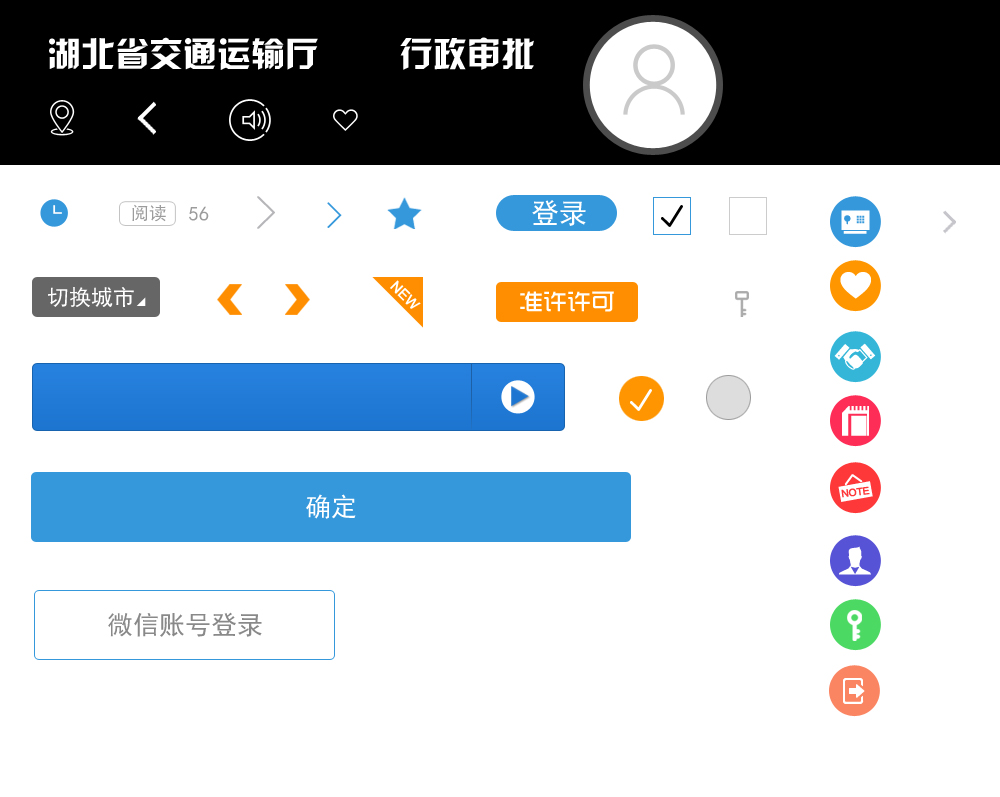 湖北省交通运输厅 行政审批
阅读 56
登录
切换城市
NEW
准许许可
确定
NOTE
微信账号登录